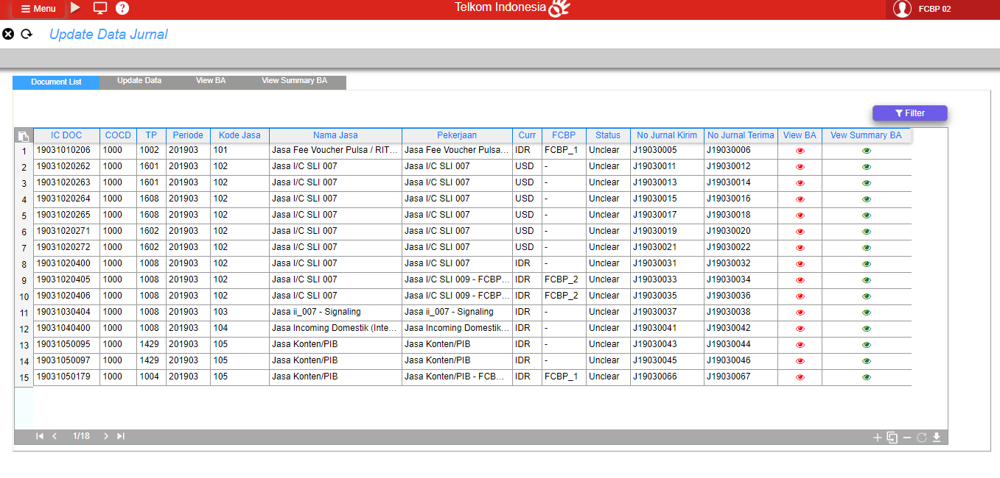 Menu
Telkom Indonesia
FCBP 02
Update Data Jurnal
Document List Update Data View BA View Summary BA
Filter
IC DOC COCD TP Periode Kode Jasa Nama Jasa Pekerjaan Curr FCBP Status No Jurnal Kirim No Jurnal Terima View BA Vew Summary BA
1 19031010206 1000 1002 201903 101 Jasa Fee Voucher Pulsa / RIT... Jasa Fee Voucher Pulsa... IDR FCBP_1 Unclear J19030005 J19030006
2 19031020262 1000 1601 201903 102 Jasa I/C SLI 007 Jasa I/C SLI 007 USD - Unclear J19030011 J19030012
3 19031020263 1000 1601 201903 102 Jasa I/C SLI 007 Jasa I/C SLI 007 USD - Unclear J19030013 J19030014
4 19031020264 1000 1608 201903 102 Jasa I/C SLI 007 Jasa I/C SLI 007 USD - Unclear J19030015 J19030016
5 19031020265 1000 1608 201903 102 Jasa I/C SLI 007 Jasa I/C SLI 007 USD - Unclear J19030017 J19030018
6 19031020271 1000 1602 201903 102 Jasa I/C SLI 007 Jasa I/C SLI 007 USD - Unclear J19030019 J19030020
7 19031020272 1000 1602 201903 102 Jasa I/C SLI 007 Jasa I/C SLI 007 USD - Unclear J19030021 J19030022
8 19031020400 1000 1008 201903 102 Jasa I/C SLI 007 Jasa I/C SLI 007 IDR - Unclear J19030031 J19030032
9 19031020405 1000 1008 201903 102 Jasa I/C SLI 007 Jasa I/C SLI 009 - FCBP... IDR FCBP_2 Unclear J19030033 J19030034
10 19031020406 1000 1008 201903 102 Jasa I/C SLI 007 Jasa I/C SLI 009 - FCBP... IDR FCBP_2 Unclear J19030035 J19030036
11 19031030404 1000 1008 201903 103 Jasa ii_007 - Signaling Jasa ii_007 - Signaling IDR - Unclear J19030037 J19030038
12 19031040400 1000 1008 201903 104 Jasa Incoming Domestik (Inte... Jasa Incoming Domestik... IDR - Unclear J19030041 J19030042
13 19031050095 1000 1429 201903 105 Jasa Konten/PIB Jasa Konten/PIB IDR - Unclear J19030043 J19030044
14 19031050097 1000 1429 201903 105 Jasa Konten/PIB Jasa Konten/PIB IDR - Unclear J19030045 J19030046
15 19031050179 1000 1004 201903 105 Jasa Konten/PIB Jasa Konten/PIB - FCB... IDR FCBP_1 Unclear J19030066 J19030067
1/18